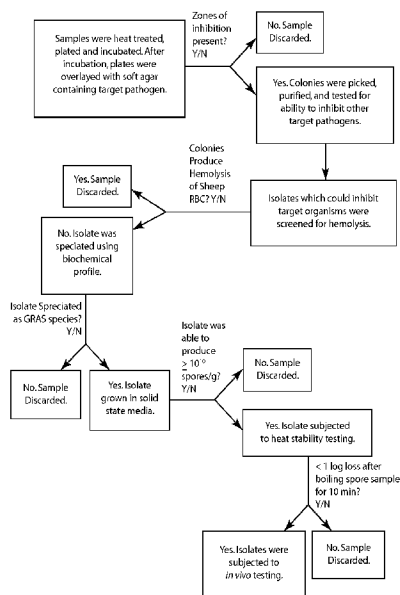 Zones of
inhibition
present?
Y/N
No. Sample
Discarded.
Samples were heat treated,
plated and incubated. After
incubation, plates were
overlayed with soft agar
containing target pathogen.
Yes. Colonies were picked,
purified, and tested for
ability to inhibit other
target pathogens.
Colonies
Produce
Hemolysis
of Sheep
RBC? Y/N
Yes. Sample
Discarded.
Isolates which could inhibit
target organisms were
screened for hemolysis.
No. Isolate was
speciated using
biochemical
profile.
Isolate Spreciated
as GRAS species?
Y/N
Isolate was
able to
produce
spores/g?
Y/N
No. Sample
Discarded.
No. Sample
Discarded.
Yes. Isolate
grown in solid
state media.
Yes. Isolate subjected
to heat stability testing.
< 1 log loss after
boiling spore sample
for 10 min?
Y/N
Yes. Isolates were
subjected to
in vivo testing.
No. Sample
Discarded.